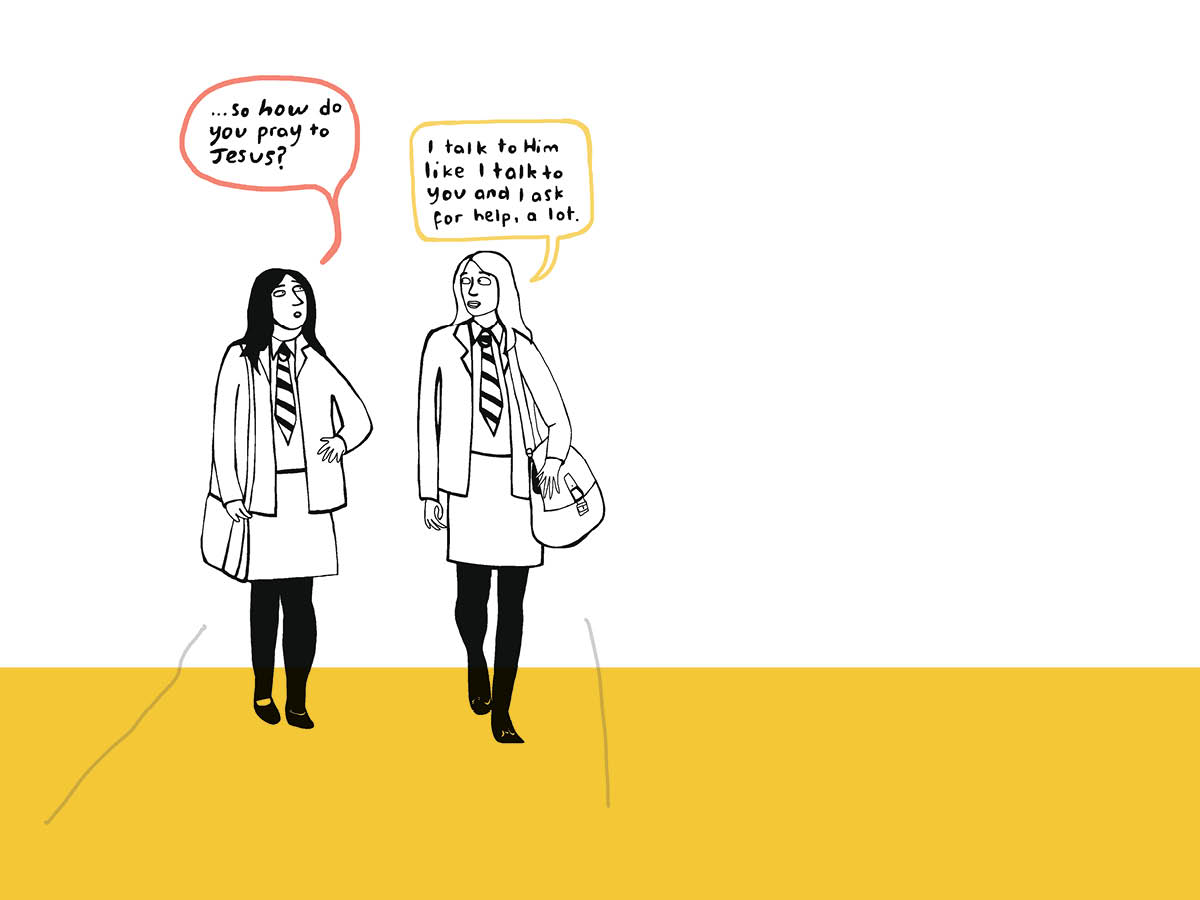 ...so how do
you pray to
Jesus?
I talk to Him
like I talk to
you and I ask
for help, a lot.